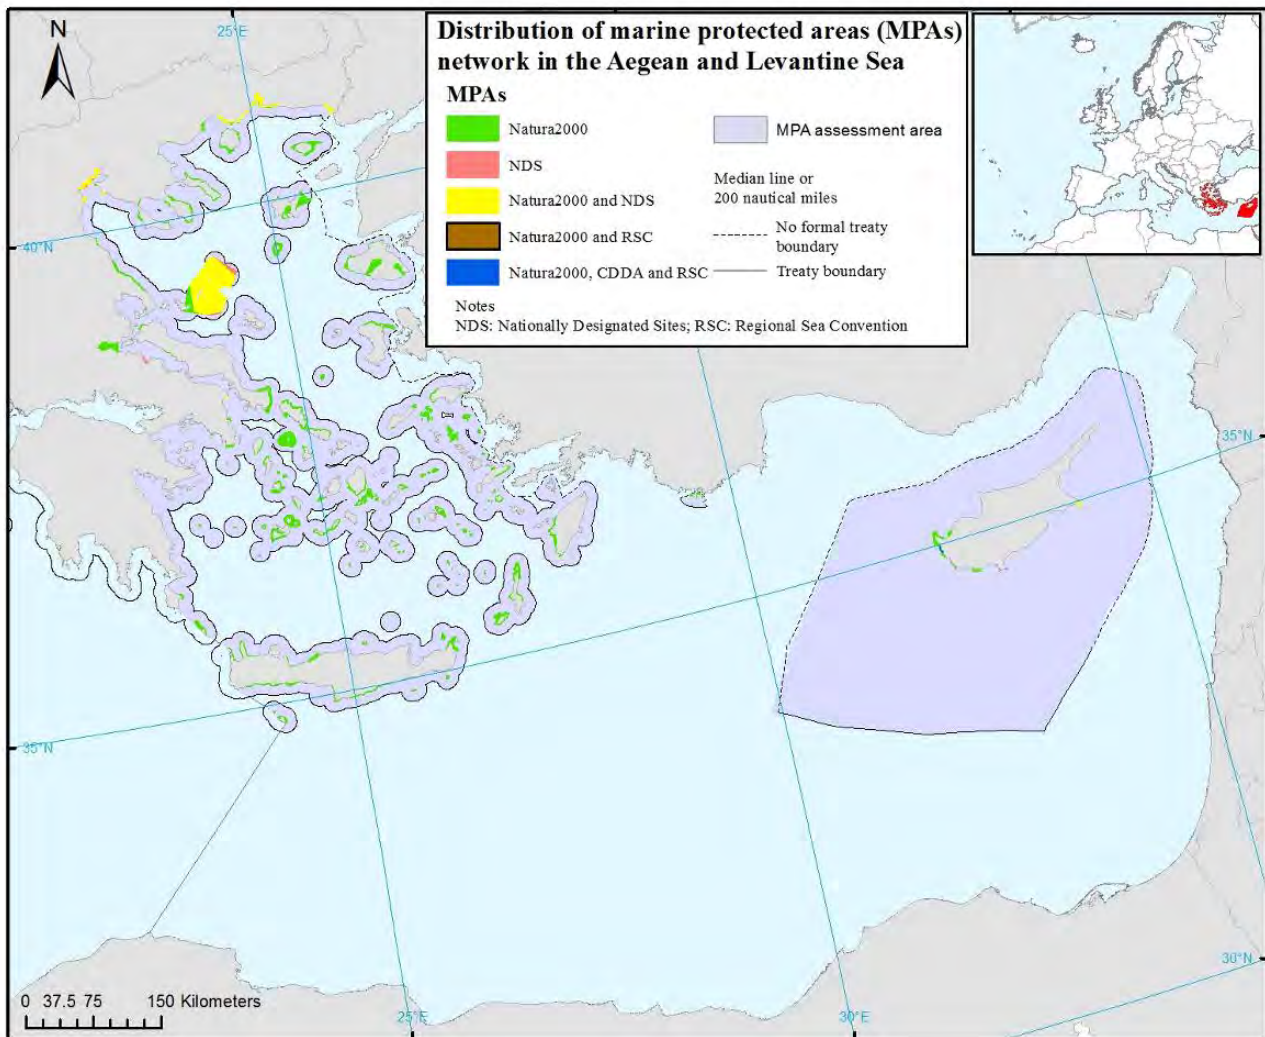 N
25°E
Distribution of marine protected areas (MPAs)
network in the Aegean and Levantine Sea
MPAs
Natura2000
NDS
Natura2000 and NDS
Natura2000 and RSC
Natura2000, CDDA and RSC
MPA assessment area
Median line or
200 nautical miles
No formal treaty
boundary
Treaty boundary
Notes
NDS: Nationally Designated Sites; RSC: Regional Sea Convention
40°N
35°N
35°N
30°N
0 37.5 75 150 Kilometers
25°E
30°E